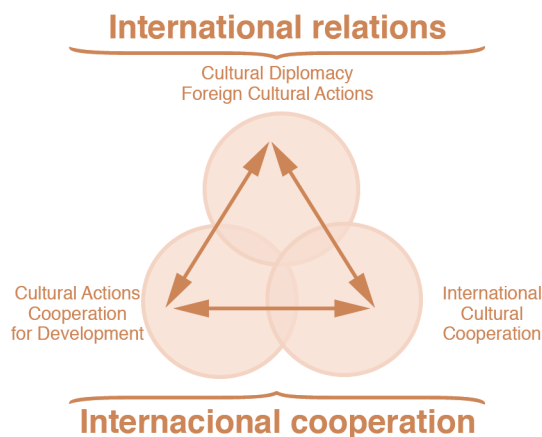 International relations
Cultural Diplomacy
Foreign Cultural Actions
Cultural Actions
Cooperation
for Development
International
Cultural
Cooperation
Internacional cooperation